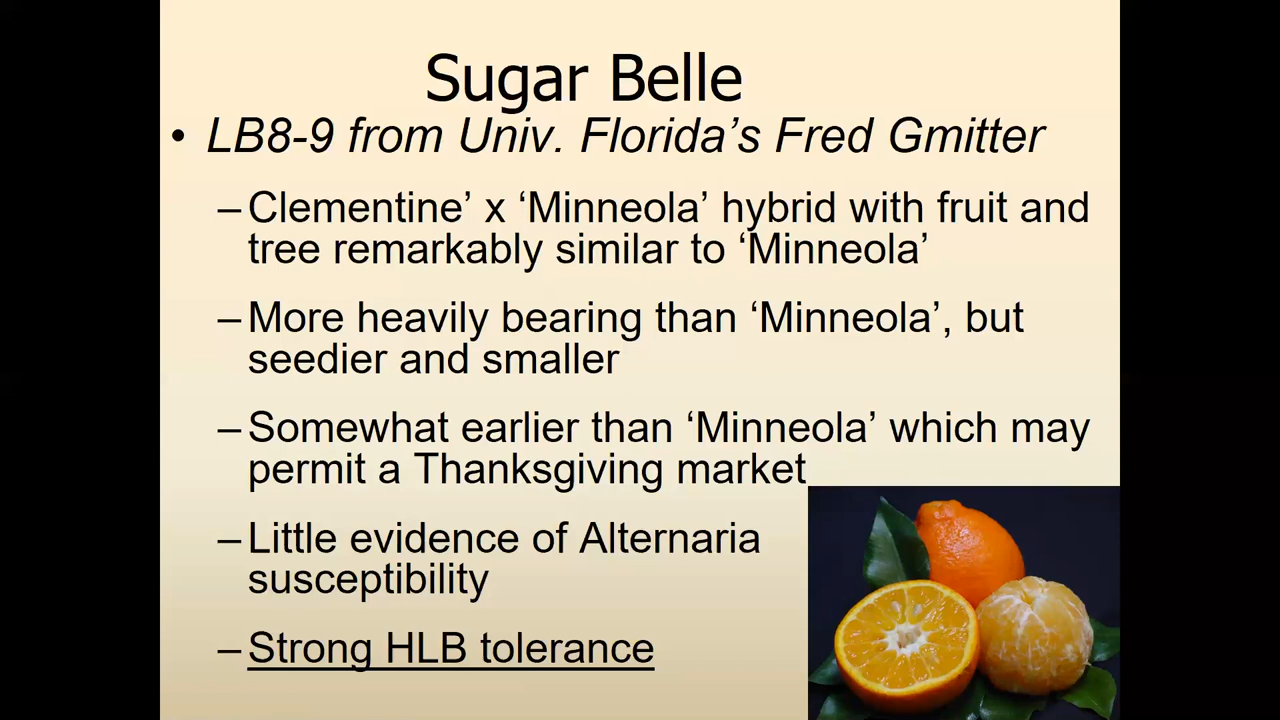 Sugar Belle
• LB8-9 from Univ. Florida’s Fred Gmitter
–Clementine’ x ‘Minneola’ hybrid with fruit and
tree remarkably similar to ‘Minneola’
–More heavily bearing than ‘Minneola’, but
seedier and smaller
–Somewhat earlier than ‘Minneola’ which may
permit a Thanksgiving market
–Little evidence of Alternaria
susceptibility
–Strong HLB tolerance